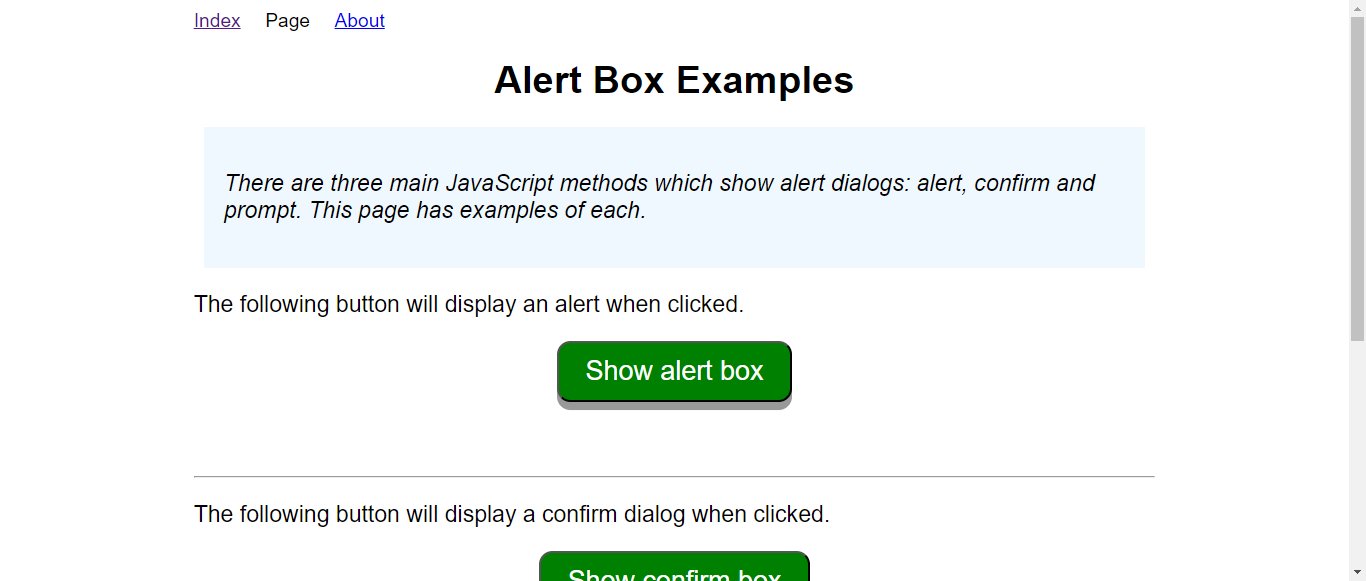 Index Page About
Alert Box Examples
There are three main JavaScript methods which show alert dialogs: alert, confirm and
prompt. This page has examples of each.
The following button will display an alert when clicked.
Show alert box
The following button will display a confirm dialog when clicked.
Show confirm box